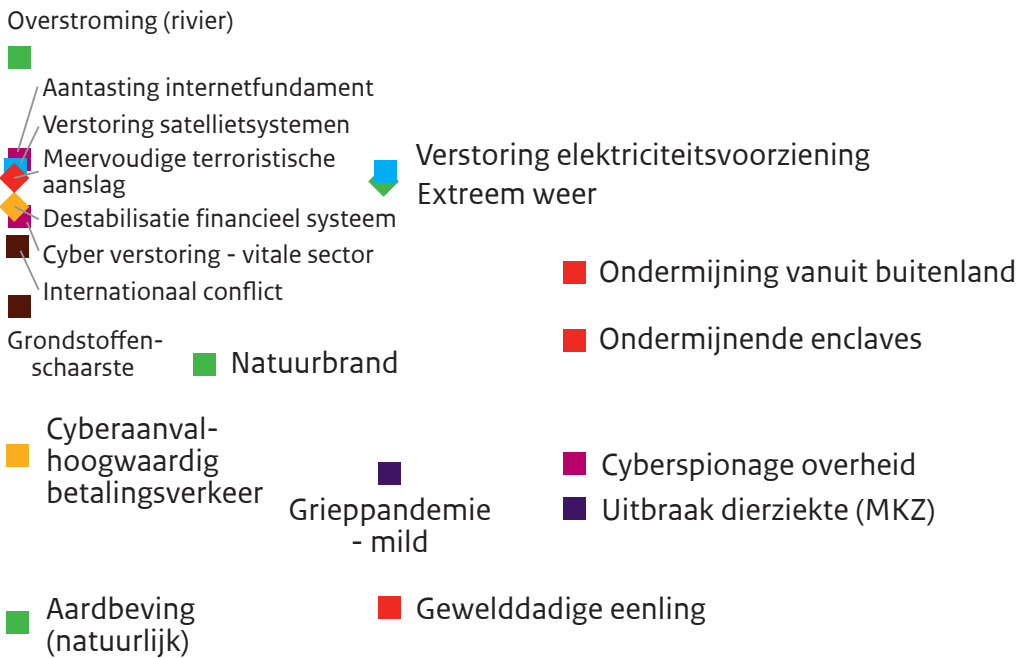 Overstroming (rivier)
Aantasting internetfundament
Verstoring satellietsystemen
Meervoudige terroristische
aanslag
Destabilisatie financieel systeem
Cyber verstoring - vitale sector
Internationaal conflict
Grondstoffen-
schaarste
Verstoring elektriciteitsvoorziening
Extreem weer
Ondermijning vanuit buitenland
Ondermijnende enclaves
Natuurbrand
Cyberaanval-
hoogwaardig
betalingsverkeer
Grieppandemie
- mild
Cyberspionage overheid
Uitbraak dierziekte (MKZ)
Aardbeving
(natuurlijk)
Gewelddadige eenling